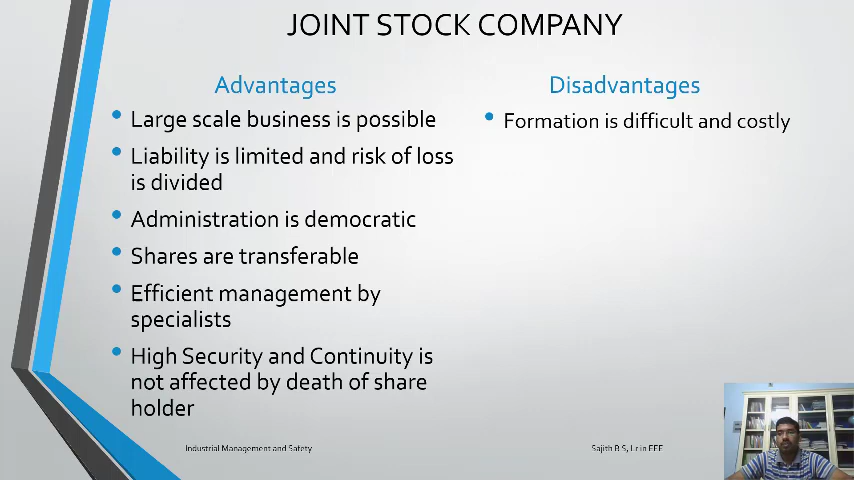 JOINT STOCK COMPANY
Advantages
• Large scale business is possible
• Liability is limited and risk of loss
is divided
• Administration is democratic
• Shares are transferable
• Efficient management by
specialists
• High Security and Continuity is
not affected by death of share
holder
Disadvantages
• Formation is difficult and costly
Industrial Management and Safety
Sajith B S, Lr in EEE